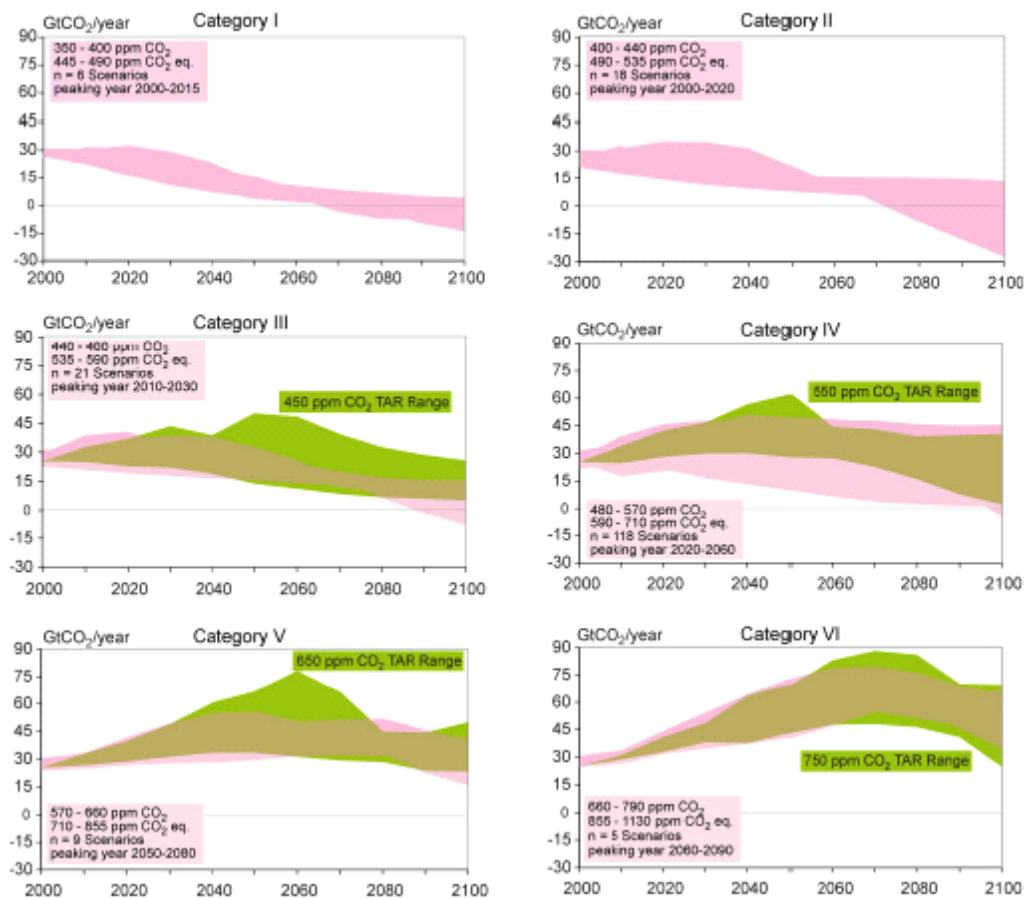 GtCO2/year Category I
90
350 - 400 ppm CO2
445 - 490 ppm CO2 eq.
n = 6 Scenarios
peaking year 2000-2015
75
60
45
30
15
0
-15
-30
2000 2020 2040 2060 2080 2100
GtCO2/year Category II
90
400 - 440 ppm CO2
490 - 535 ppm CO2 eq.
n = 18 Scenarios
peaking year 2000-2020
75
60
45
30
15
0
-15
-30
2000 2020 2040 2060 2080 2100
GtCO2/year Category III
90
440 - 400 ppm CO2
535 - 590 ppm CO2 eq.
n = 21 Scenarios
peaking year 2010-2030
450 ppm CO2 TAR Range
75
60
45
30
15
0
-15
-30
2000 2020 2040 2060 2080 2100
GtCO2/year Category IV
90
550 ppm CO2 TAR Range
75
60
45
30
15
0
-15
-30
480 - 570 ppm CO2
590 - 710 ppm CO2 eq.
n = 118 Scenarios
peaking year 2020-2060
2000 2020 2040 2060 2080 2100
GtCO2/year Category V
90
650 ppm CO2 TAR Range
75
60
45
30
15
0
-15
-30
570 - 660 ppm CO2
710 - 855 ppm CO2 eq.
n = 9 Scenarios
peaking year 2050-2080
2000 2020 2040 2060 2080 2100
GtCO2/year Category VI
90
75
60
45
30
15
0
-15
-30
750 ppm CO2 TAR Range
660 - 790 ppm CO2
855 - 1130 ppm CO2 eq.
n = 5 Scenarios
peaking year 2060-2090
2000 2020 2040 2060 2080 2100